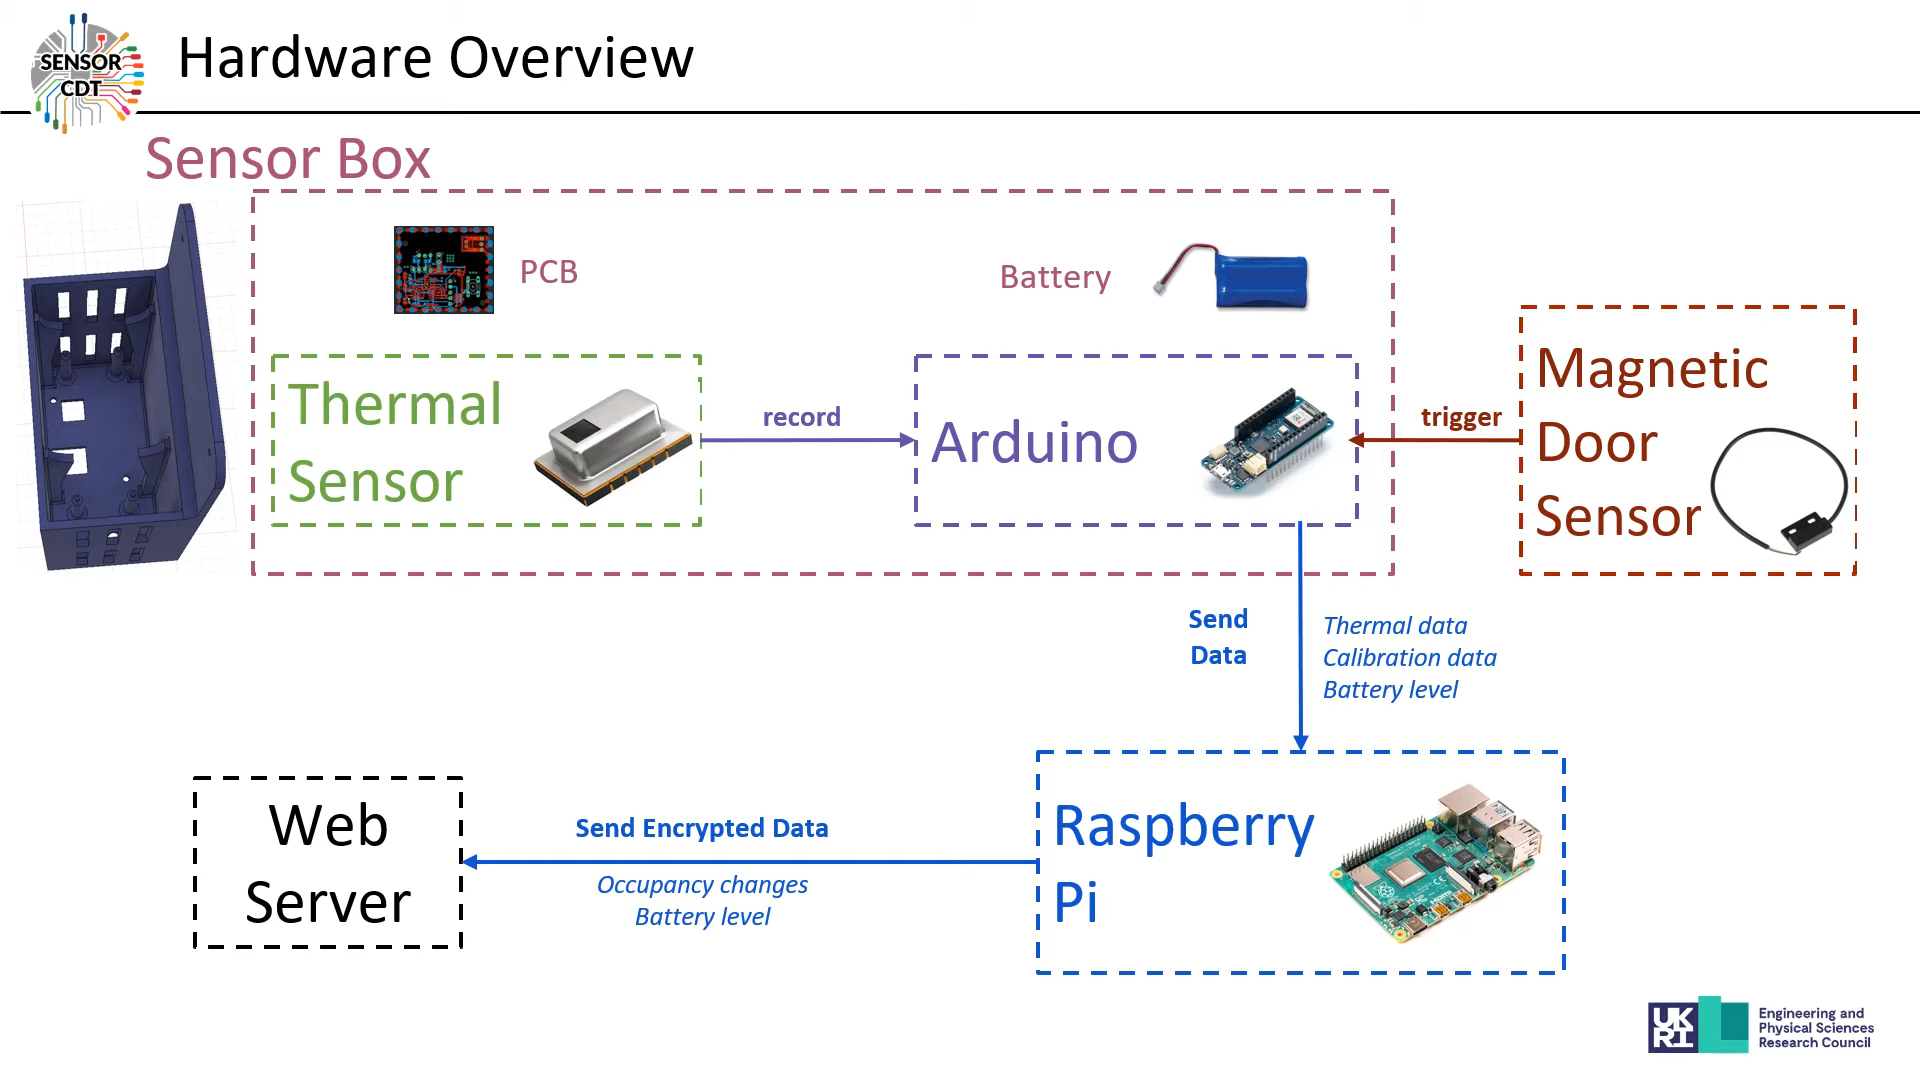 SENSOR
CDT
Hardware Overview
Sensor Box
PCB
Battery
Thermal
Sensor
record
Arduino
trigger
Magnetic
Door
Sensor
Send
Data
Thermal data
Calibration data
Battery level
Web
Server
Send Encrypted Data
Occupancy changes
Battery level
Raspberry
Pi
UK
RI
Engineering and
Physical Sciences
Research Council